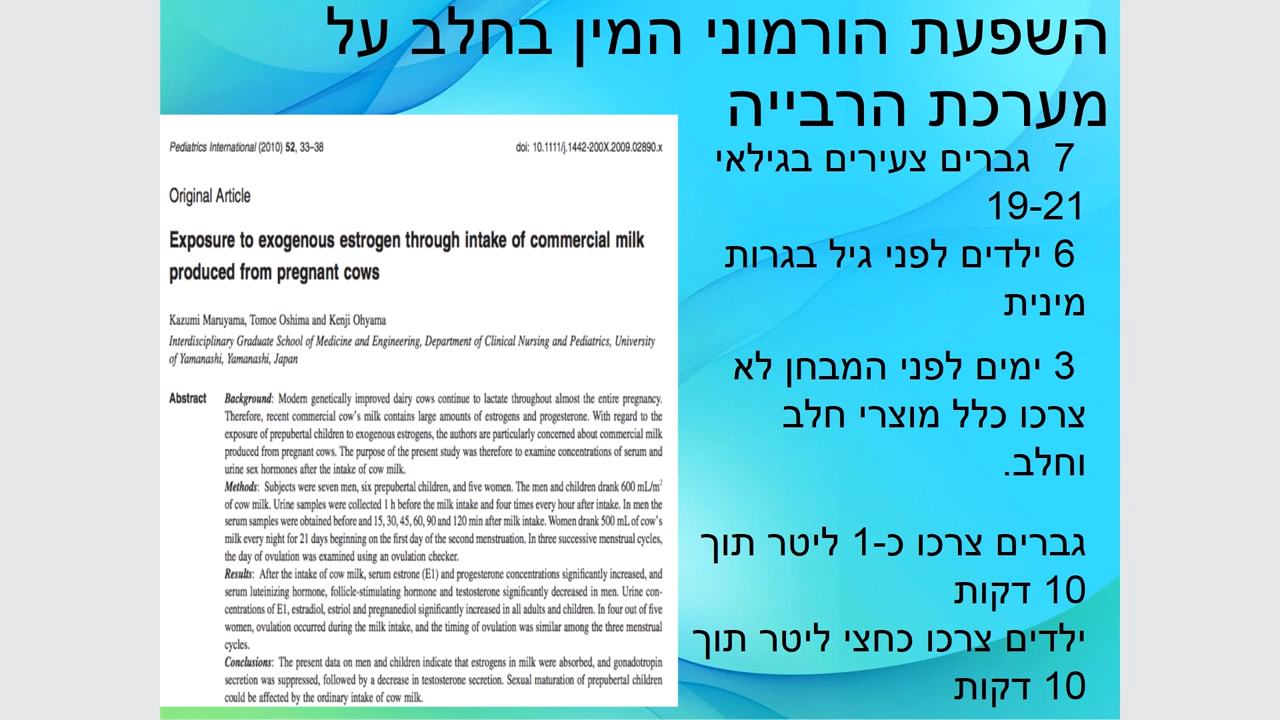 השפעת הורמוני המין בחלב על
מערכת הרבייה
7 גברים צעירים בגילאי
19-21
6 ילדים לפני גיל בגרות
מינית
3 ימים לפני המבחן לא
צרכו כלל מוצרי חלב
וחלב.
גברים צרכו כ-1 ליטר תוך
10 דקות
ילדים צרכו כחצי ליטר תוך
10 דקות
Pediatrics International (2010) 52, 33–38
doi: 10.1111/j.1442-200X.2009.02890.x
Original Article
Exposure to exogenous estrogen through intake of commercial milk
produced from pregnant cows
Kazumi Maruyama, Tomoe Oshima and Kenji Ohyama
Interdisciplinary Graduate School of Medicine and Engineering, Department of Clinical Nursing and Pediatrics, University
of Yamanashi, Yamanashi, Japan
Abstract Background: Modern genetically improved dairy cows continue to lactate throughout almost the entire pregnancy.
Therefore, recent commercial cow's milk contains large amounts of estrogens and progesterone. With regard to the
exposure of prepubertal children to exogenous estrogens, the authors are particularly concerned about commercial milk
produced from pregnant cows. The purpose of the present study was therefore to examine concentrations of serum and
urine sex hormones after the intake of cow milk.
Methods: Subjects were seven men, six prepubertal children, and five women. The men and children drank 600 mL/m²
of cow milk. Urine samples were collected 1 h before the milk intake and four times every hour after intake. In men the
serum samples were obtained before and 15, 30, 45, 60, 90 and 120 min after milk intake. Women drank 500 mL of cow's
milk every night for 21 days beginning on the first day of the second menstruation. In three successive menstrual cycles,
the day of ovulation was examined using an ovulation checker.
Results: After the intake of cow milk, serum estrone (E1) and progesterone concentrations significantly increased, and
serum luteinizing hormone, follicle-stimulating hormone and testosterone significantly decreased in men. Urine con-
centrations of E1, estradiol, estriol and pregnanediol significantly increased in all adults and children. In four out of five
women, ovulation occurred during the milk intake, and the timing of ovulation was similar among the three menstrual
cycles.
Conclusions: The present data on men and children indicate that estrogens in milk were absorbed, and gonadotropin
secretion was suppressed, followed by a decrease in testosterone secretion. Sexual maturation of prepubertal children
could be affected by the ordinary intake of cow milk.